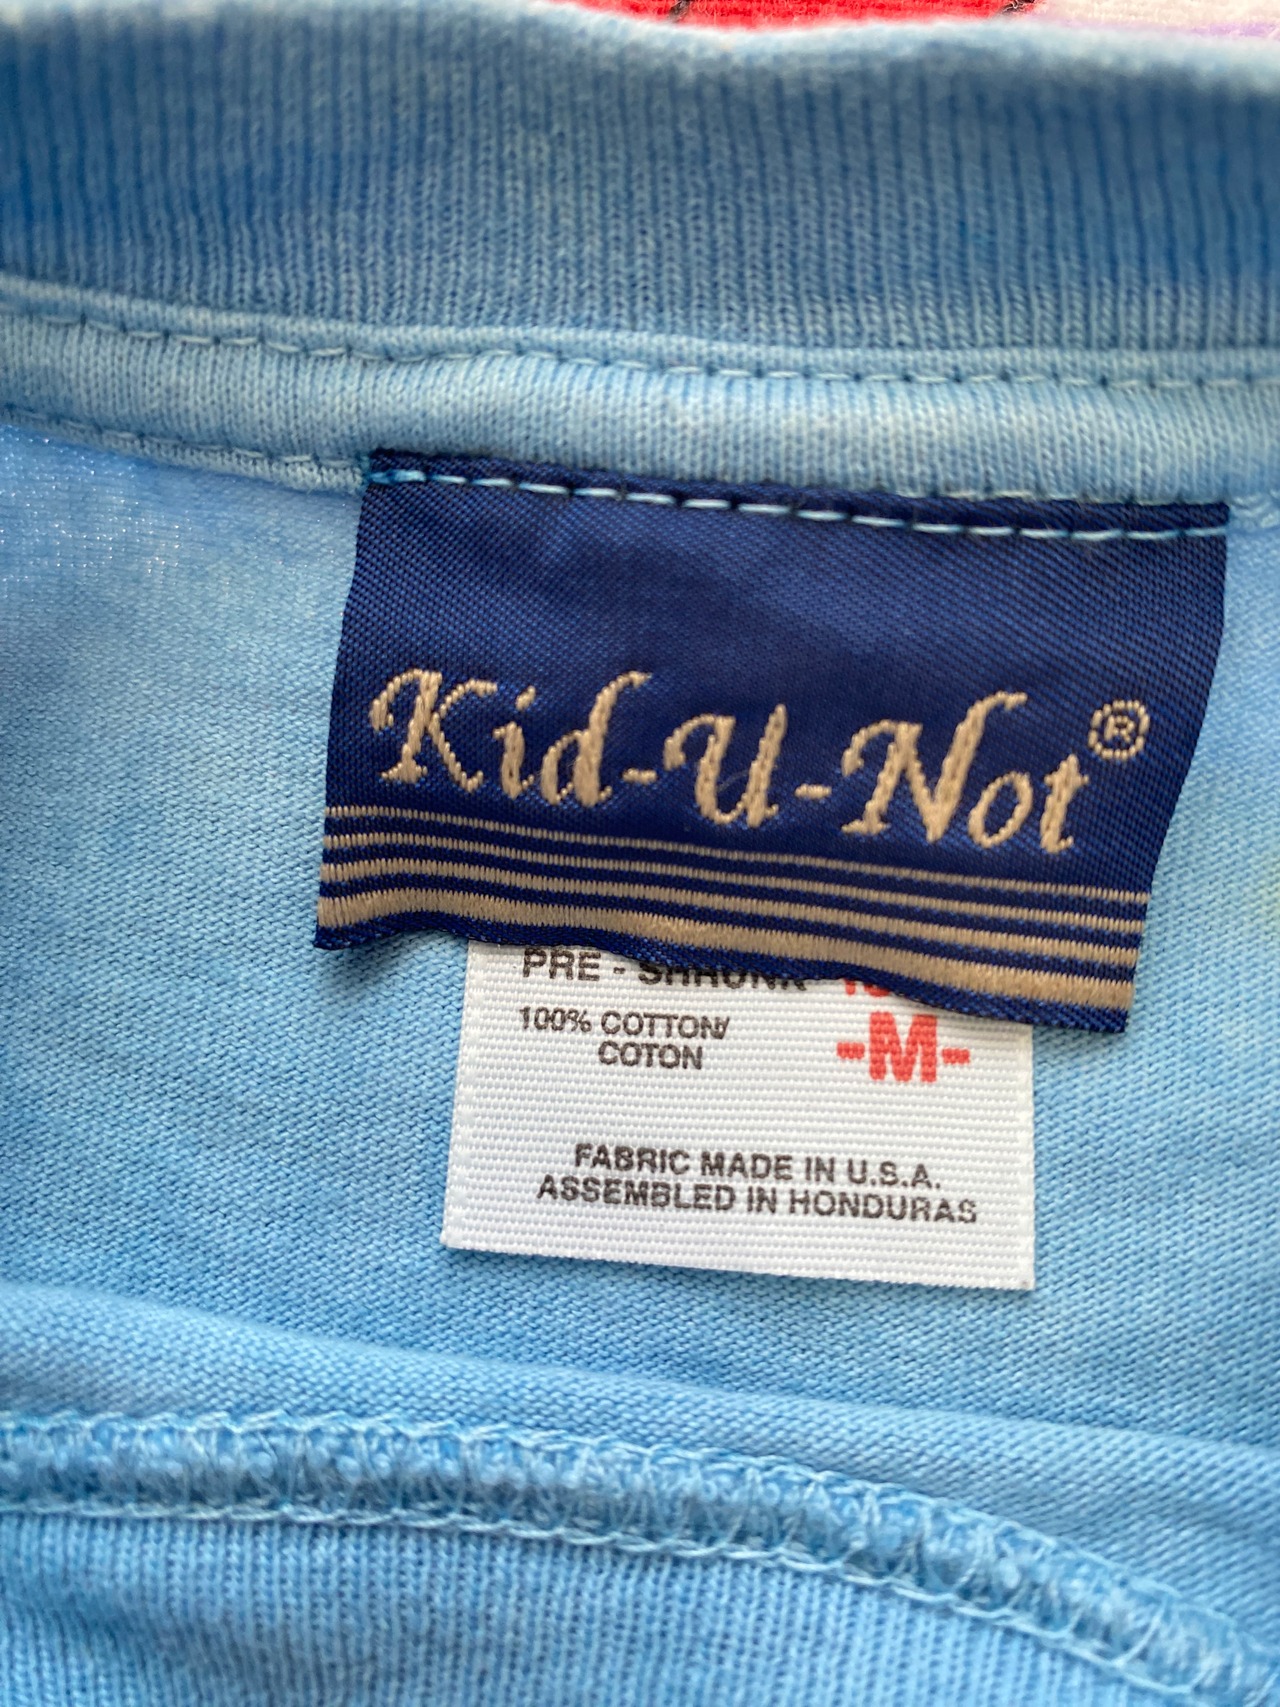 Kid-U-Not®
PRE - SHRUNK
100% COTTON/
COTON
-M-
FABRIC MADE IN U.S.A.
ASSEMBLED IN HONDURAS